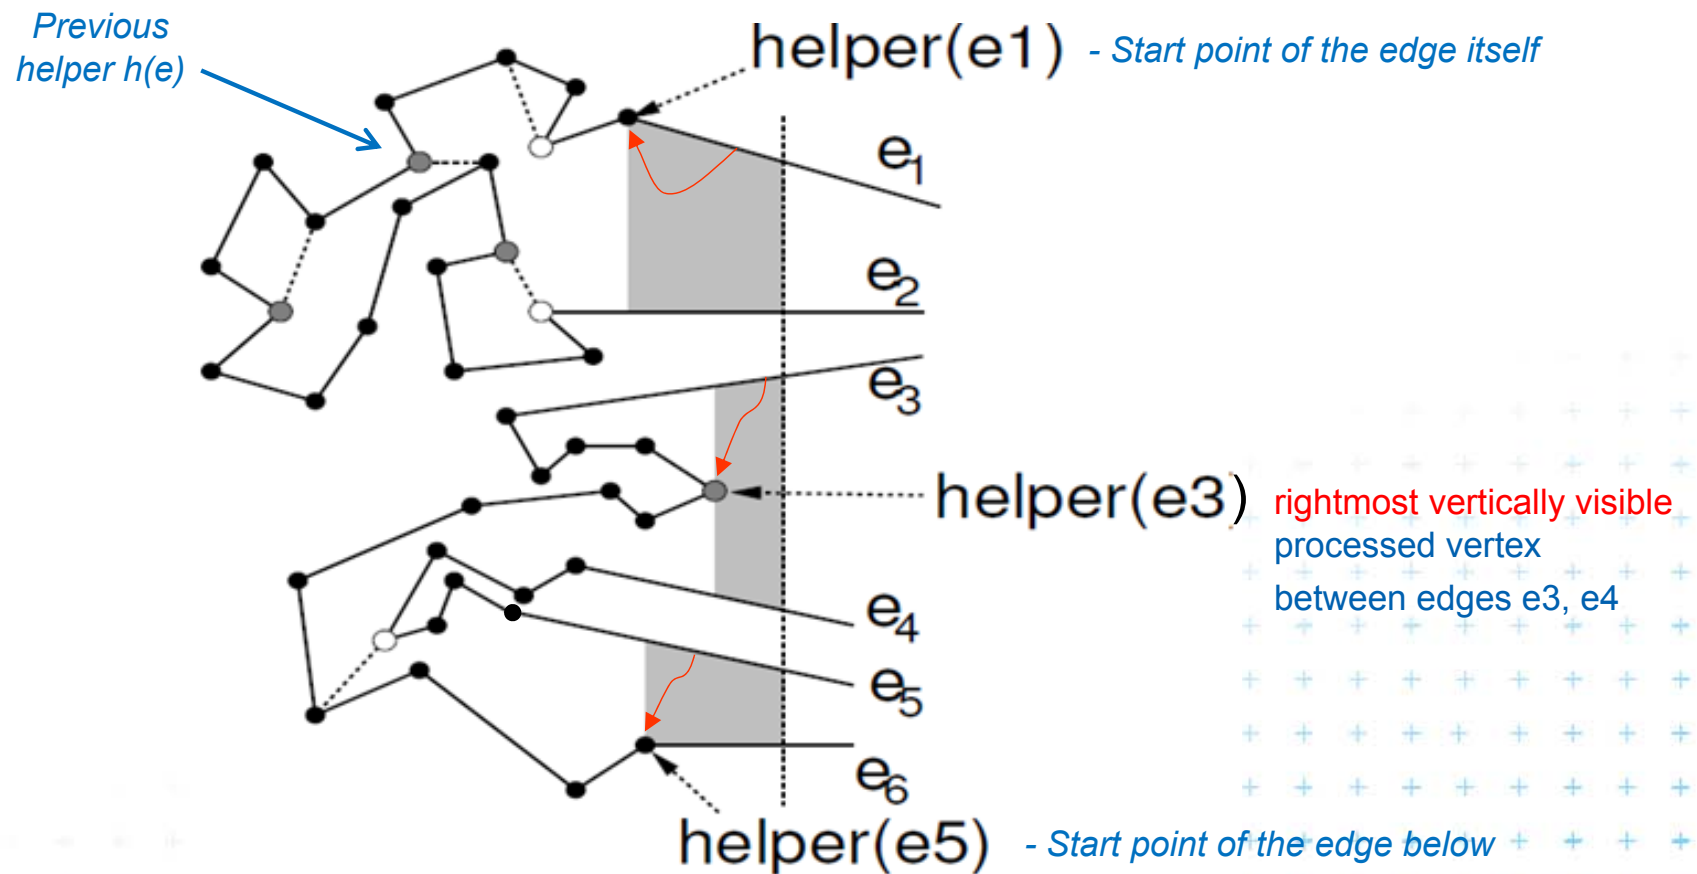 Previous
helper h(e)
helper(e1) - Start point of the edge itself
e1
e2
e3
helper(e3) rightmost vertically visible
processed vertex
between edges e3, e4
e4
e5
e6
helper(e5) - Start point of the edge below